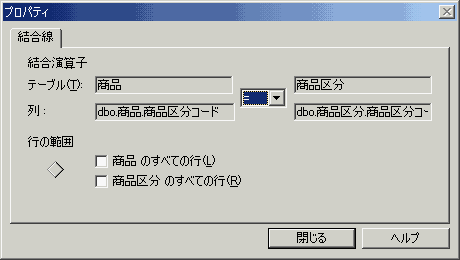 プロパティ
結合線
結合演算子
テーブル(T): 商品 = 商品区分
列: dbo.商品.商品区分コード dbo.商品区分.商品区分コー
行の範囲
商品 のすべての行(L)
商品区分 のすべての行(R)
閉じる ヘルプ